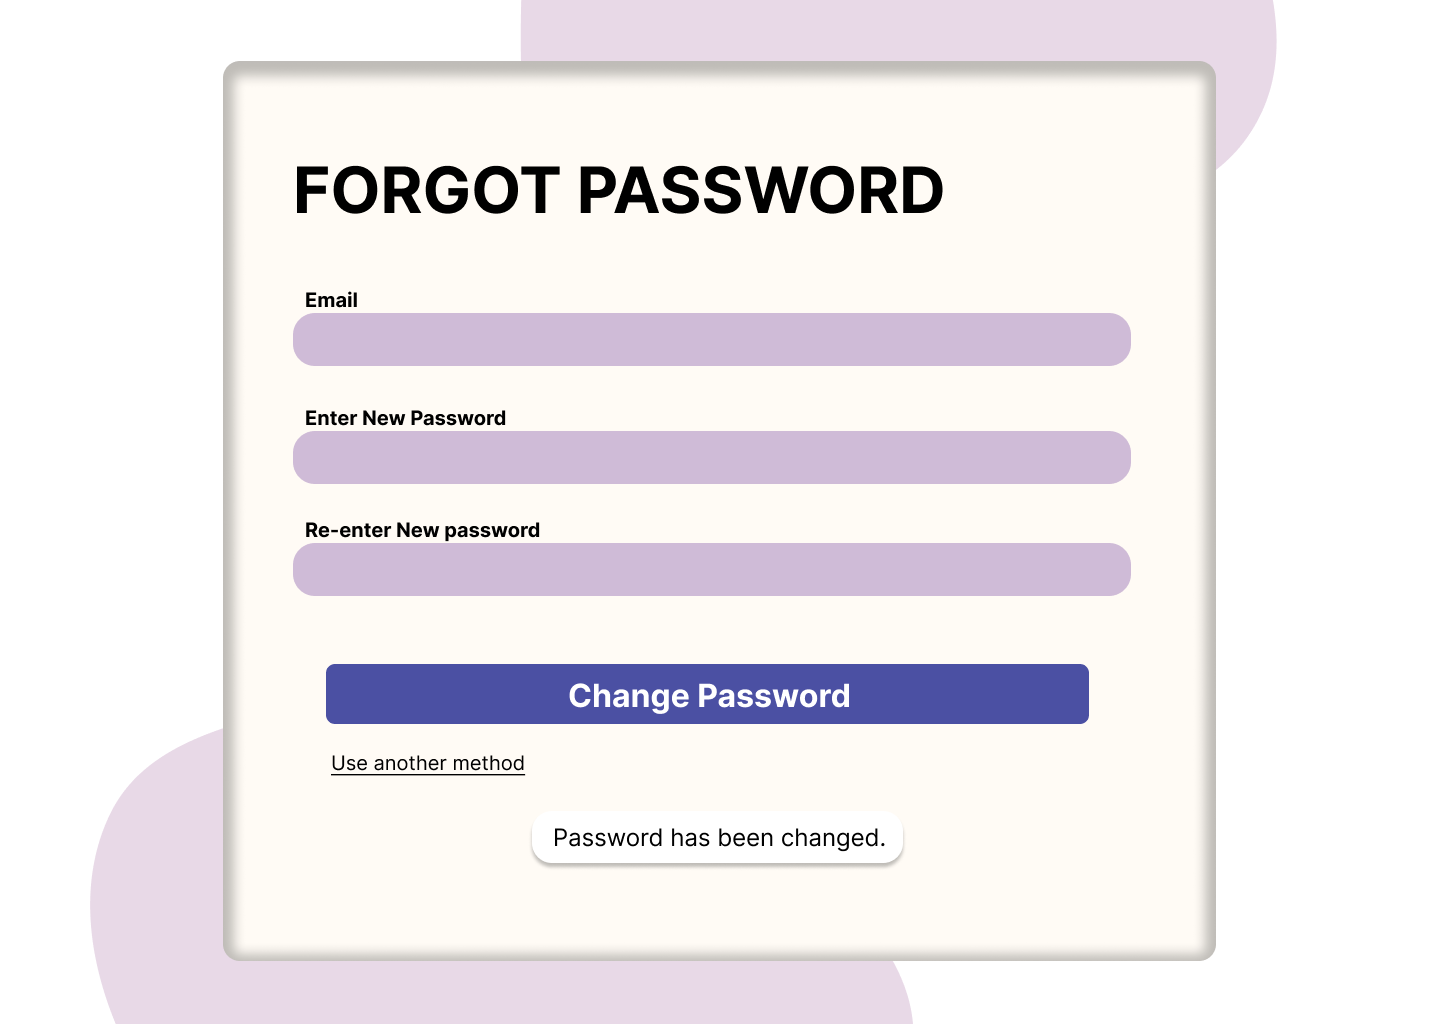 FORGOT PASSWORD
Email
Enter New Password
Re-enter New password
Change Password
Use another method
Password has been changed.